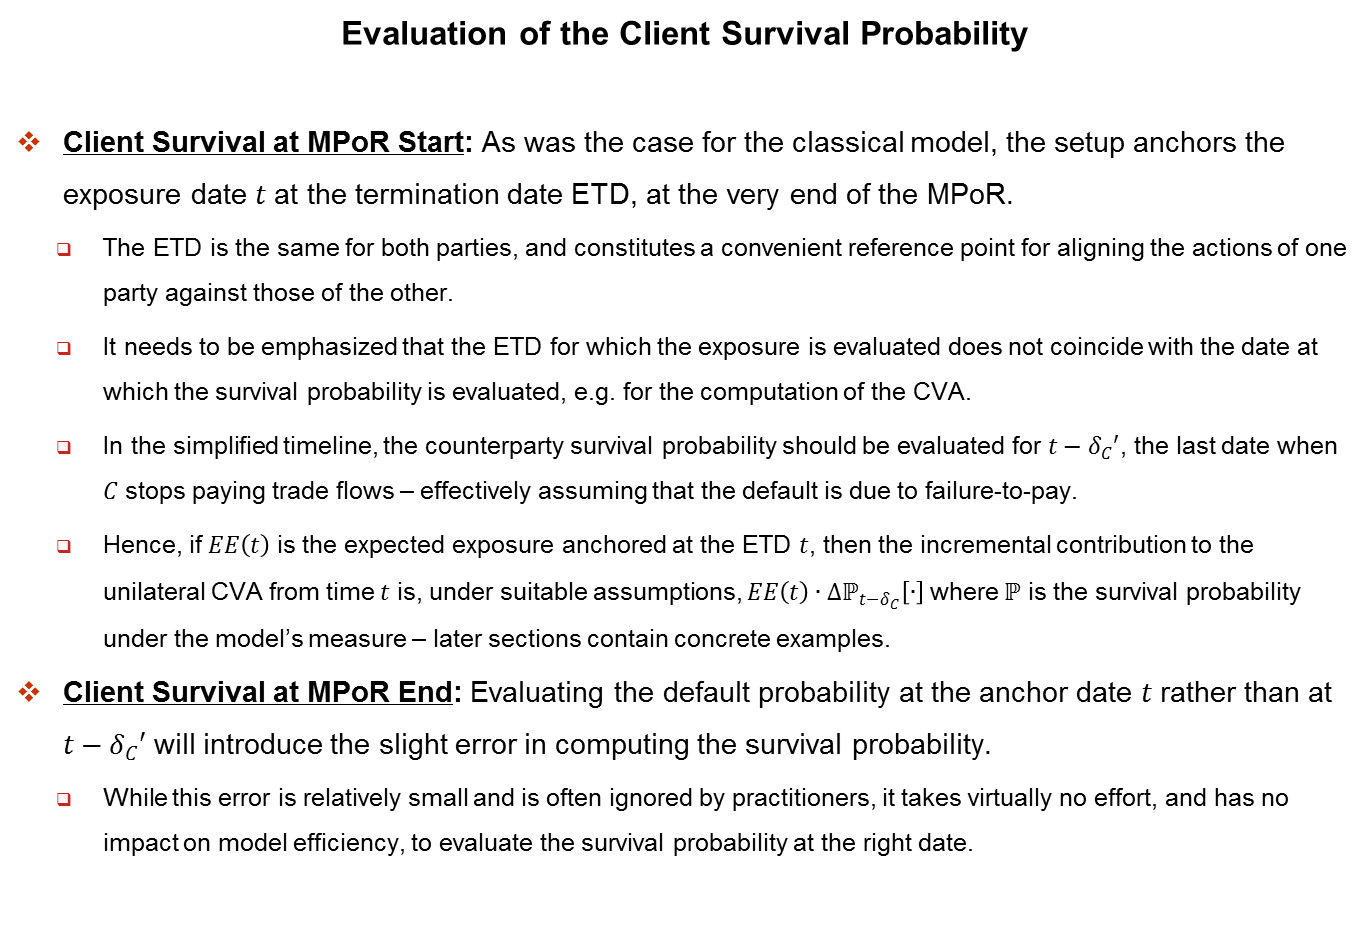 Evaluation of the Client Survival Probability
❖ Client Survival at MPoR Start: As was the case for the classical model, the setup anchors the
exposure date t at the termination date ETD, at the very end of the MPoR.
❑ The ETD is the same for both parties, and constitutes a convenient reference point for aligning the actions of one
party against those of the other.
❑ It needs to be emphasized that the ETD for which the exposure is evaluated does not coincide with the date at
which the survival probability is evaluated, e.g. for the computation of the CVA.
❑ In the simplified timeline, the counterparty survival probability should be evaluated for t − δ_C′, the last date when
C stops paying trade flows – effectively assuming that the default is due to failure-to-pay.
❑ Hence, if EE(t) is the expected exposure anchored at the ETD t, then the incremental contribution to the
unilateral CVA from time t is, under suitable assumptions, EE(t) · Δℙ_{t−δ_C}[·] where ℙ is the survival probability
under the model’s measure – later sections contain concrete examples.
❖ Client Survival at MPoR End: Evaluating the default probability at the anchor date t rather than at
t − δ_C′ will introduce the slight error in computing the survival probability.
❑ While this error is relatively small and is often ignored by practitioners, it takes virtually no effort, and has no
impact on model efficiency, to evaluate the survival probability at the right date.